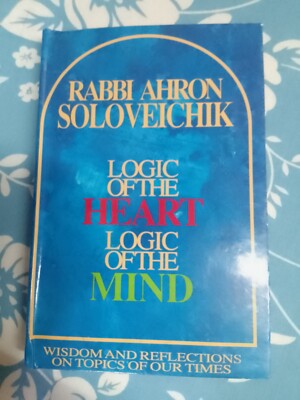 RABBI AHRON
SOLOVEICHIK
LOGIC
OF THE
HEART
LOGIC
OF THE
MIND
WISDOM AND REFLECTIONS
ON TOPICS OF OUR TIMES